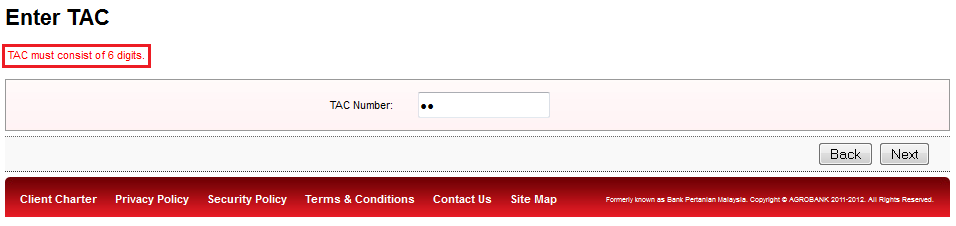 Enter TAC
TAC must consist of 6 digits.
TAC Number: ●●
Back Next
Client Charter Privacy Policy Security Policy Terms & Conditions Contact Us Site Map Formerly known as Bank Pertanian Malaysia. Copyright © AGROBANK 2011-2012. All Rights Reserved.